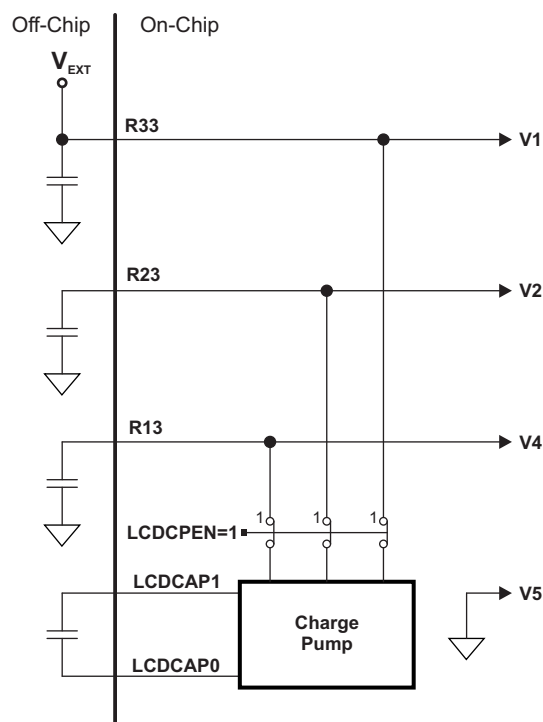 Off-Chip
On-Chip
VEXT
R33
V1
R23
V2
R13
V4
1
1
1
LCDCPEN=1
LCDCAP1
V5
Charge
Pump
LCDCAP0